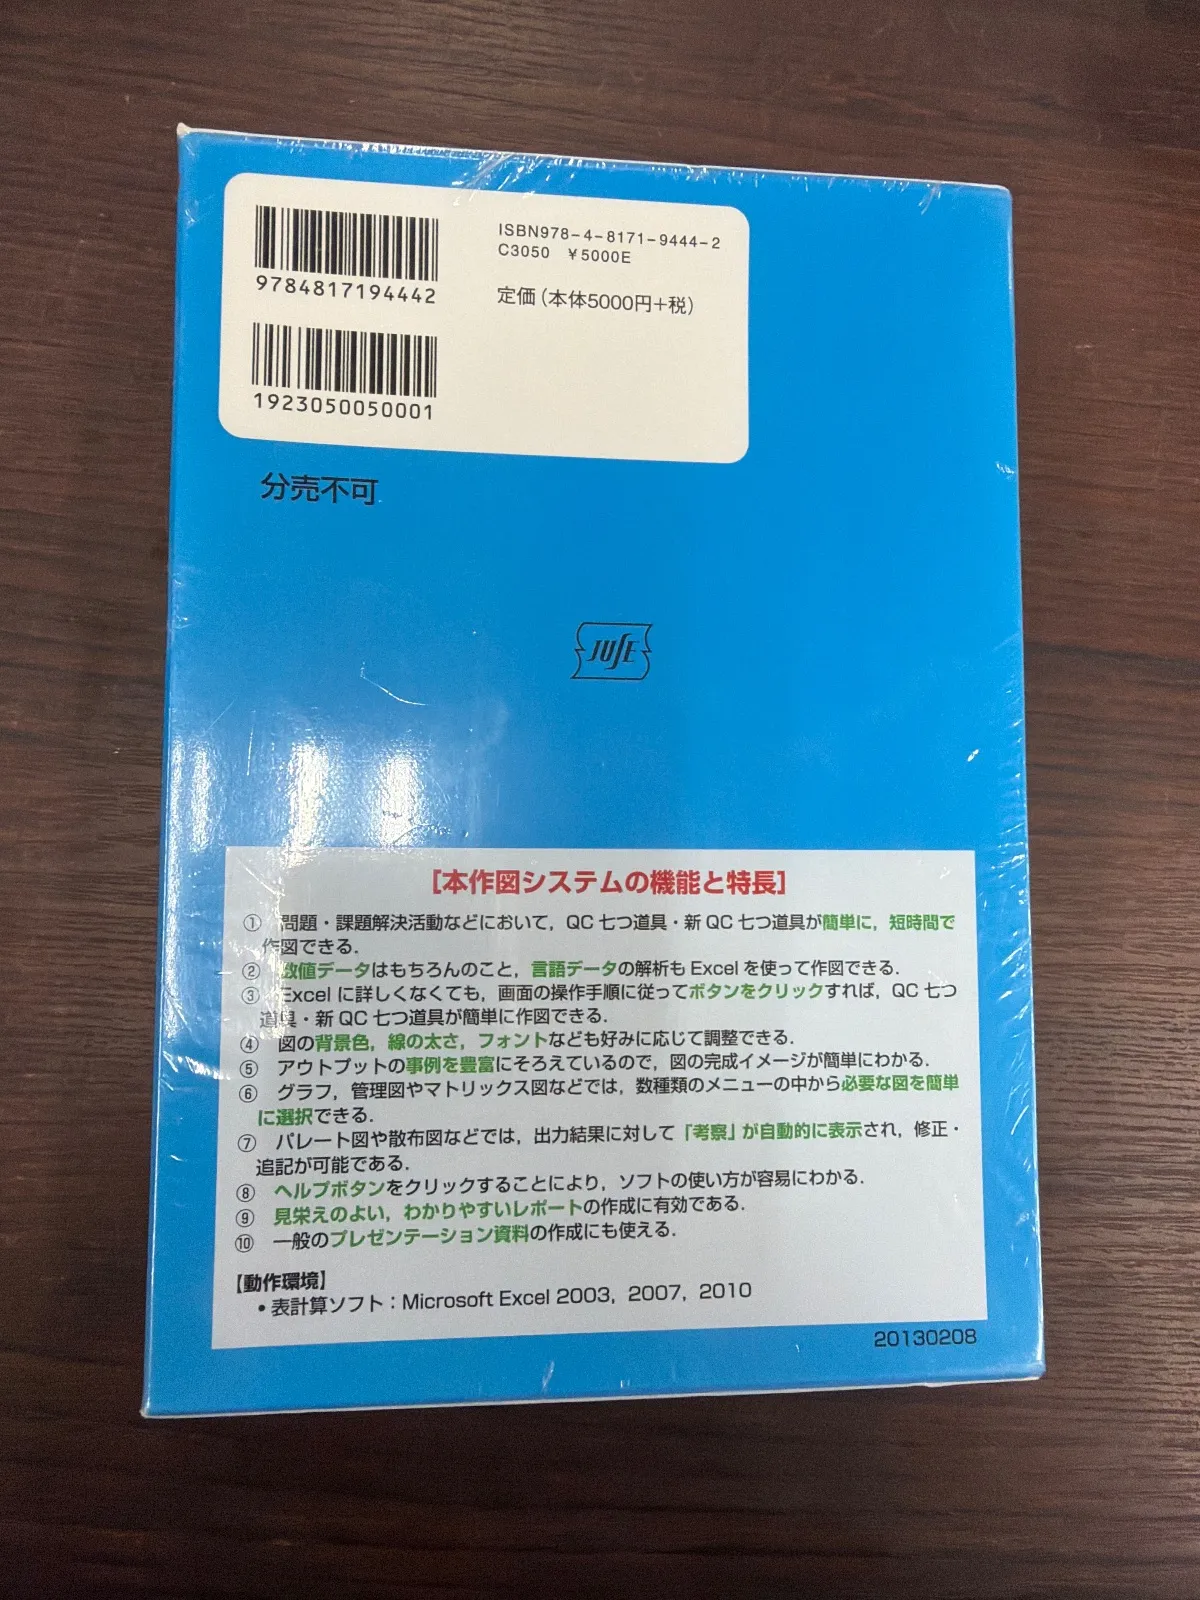 ISBN978-4-8171-9444-2
C3050 ¥5000E
9784817194442
定価(本体5000円+税)
1923050050001
分売不可
JUSE
[本作図システムの機能と特長]
① 問題・課題解決活動などにおいて,QC七つ道具・新QC七つ道具が簡単に,短時間で
作図できる.
② 数値データはもちろんのこと,言語データの解析もExcelを使って作図できる.
③ Excelに詳しくなくても,画面の操作手順に従ってボタンをクリックすれば,QC七つ
道具・新QC七つ道具が簡単に作図できる.
④ 図の背景色,線の太さ,フォントなども好みに応じて調整できる.
⑤ アウトプットの事例を豊富にそろえているので,図の完成イメージが簡単にわかる.
⑥ グラフ,管理図やマトリックス図などでは,数種類のメニューの中から必要な図を簡単
に選択できる.
⑦ パレート図や散布図などでは,出力結果に対して「考察」が自動的に表示され,修正・
追記が可能である.
⑧ ヘルプボタンをクリックすることにより,ソフトの使い方が容易にわかる.
⑨ 見栄えのよい,わかりやすいレポートの作成に有効である.
⑩ 一般のプレゼンテーション資料の作成にも使える.
【動作環境】
・表計算ソフト:Microsoft Excel 2003, 2007, 2010
20130208